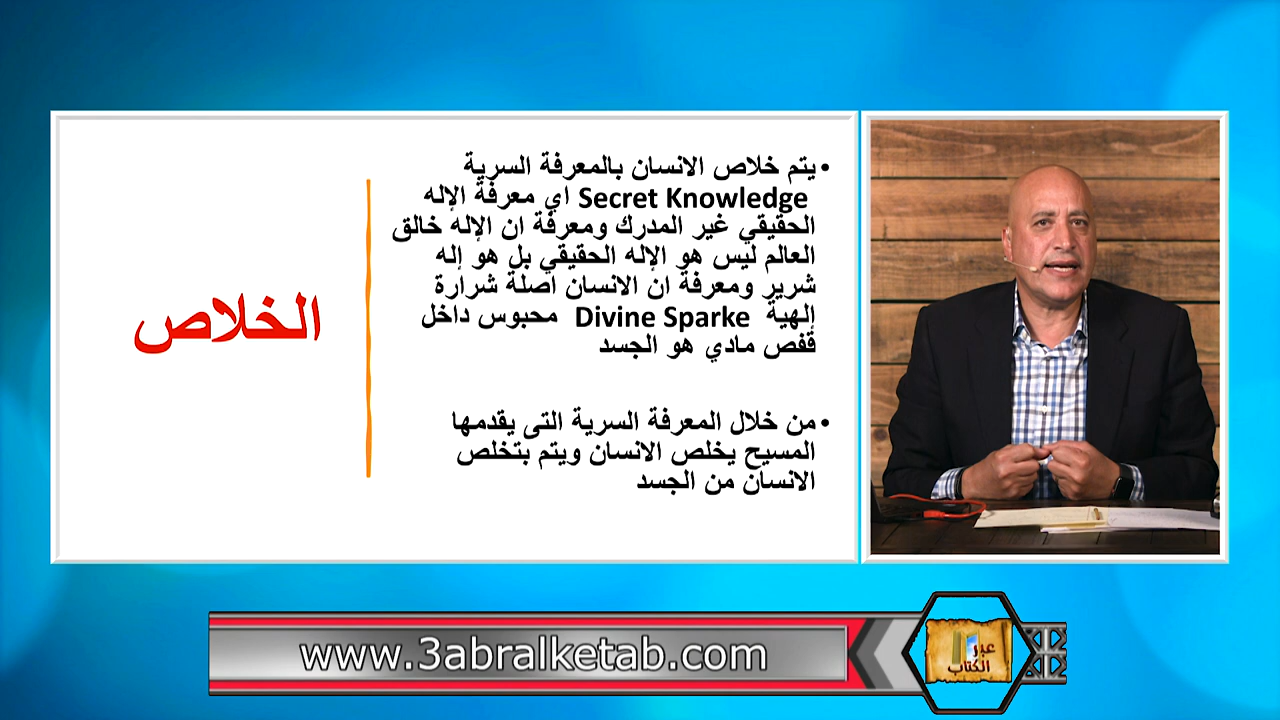 الخلاص
• يتم خلاص الانسان بالمعرفة السرية
Secret Knowledge اي معرفة الإله
الحقيقي غير المدرك ومعرفة ان الإله خالق
العالم ليس هو الإله الحقيقي بل هو إله
شرير ومعرفة ان الانسان اصلة شرارة
إلهية Divine Sparke محبوس داخل
قفص مادي هو الجسد
• من خلال المعرفة السرية التى يقدمها
المسيح يخلص الانسان ويتم بتخلص
الانسان من الجسد
www.3abralketab.com
عبر
الكتاب